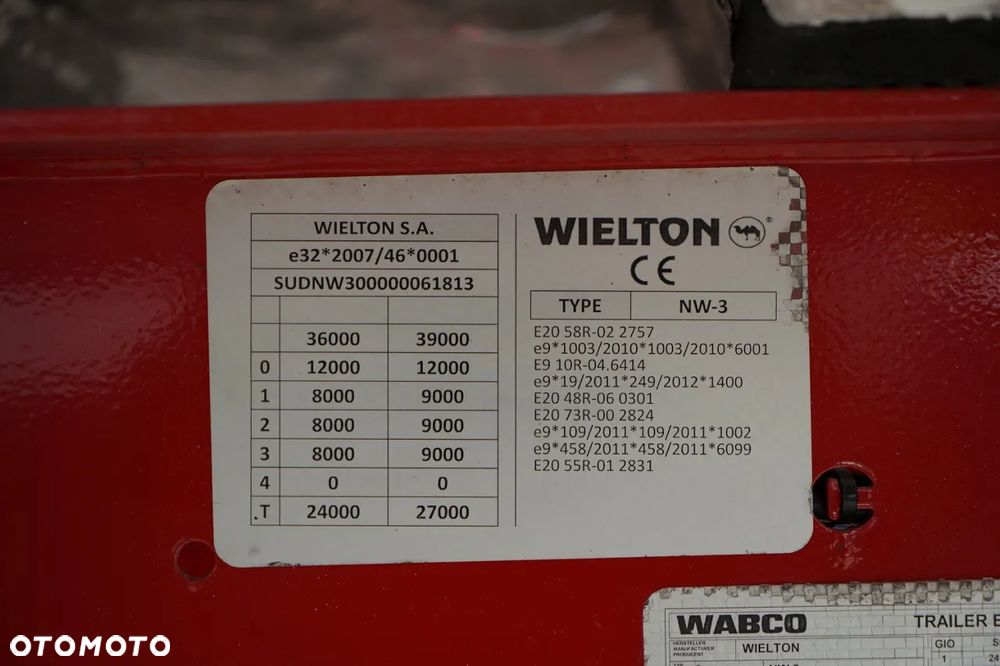 WIELTON S.A.
e32*2007/46*0001
SUDNW300000061813
36000 39000
0 12000 12000
1 8000 9000
2 8000 9000
3 8000 9000
4 0 0
.T 24000 27000
WIELTON ®
CE
TYPE NW-3
E20 58R-02 2757
e9*1003/2010*1003/2010*6001
E9 10R-04.6414
e9*19/2011*249/2012*1400
E20 48R-06 0301
E20 73R-00 2824
e9*109/2011*109/2011*1002
e9*458/2011*458/2011*6099
E20 55R-01 2831
WABCO TRAILER E
HERSTELLER
MANUFACTURER
PRODUCENT
WIELTON
GIO
1
24
OTOMOTO